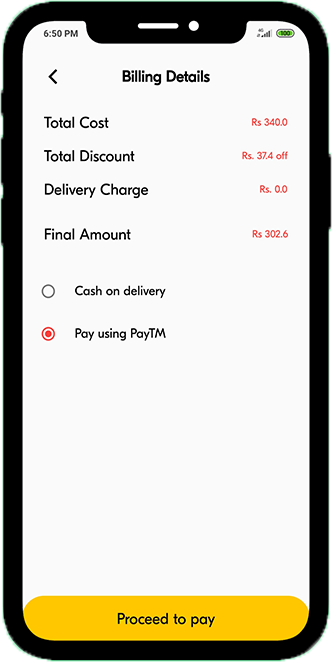 6:50 PM 4G 100
Billing Details
Total Cost Rs 340.0
Total Discount Rs. 37.4 off
Delivery Charge Rs. 0.0
Final Amount Rs 302.6
Cash on delivery
Pay using PayTM
Proceed to pay